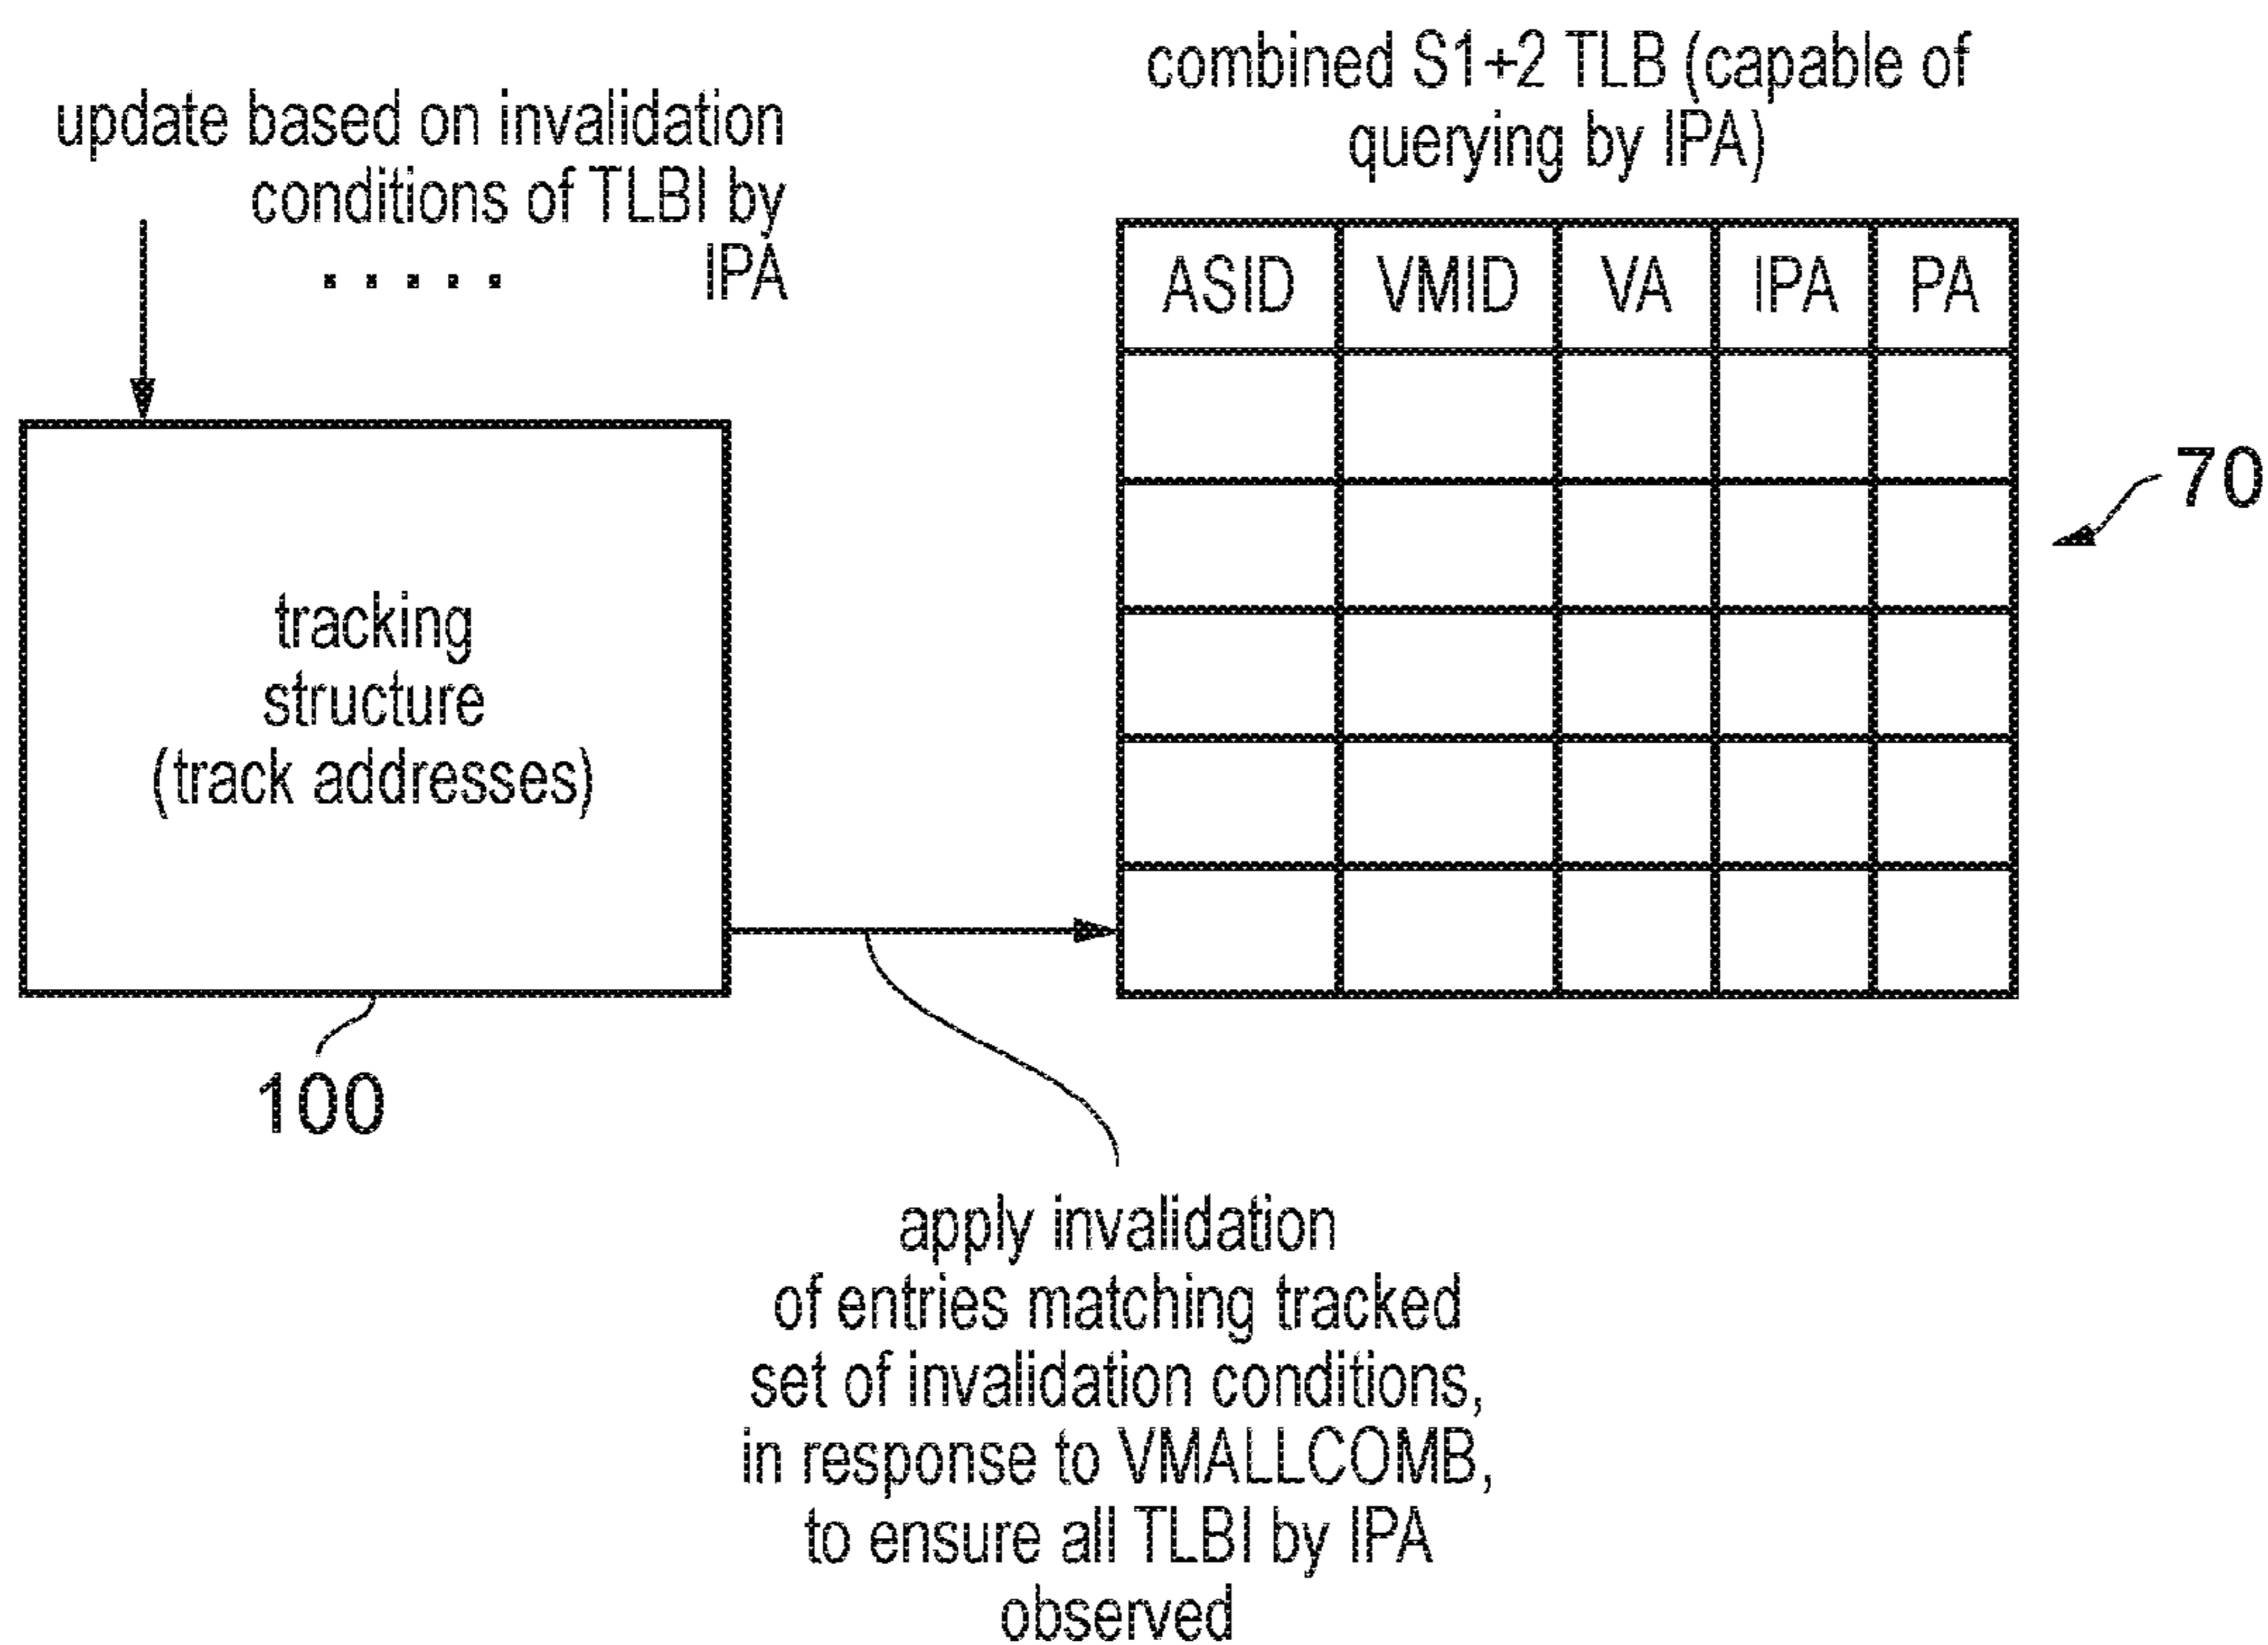 update based on invalidation
conditions of TLBI by
IPA
.....
combined S1+2 TLB (capable of
querying by IPA)
ASID VMID VA IPA PA
70
tracking
structure
(track addresses)
100
apply invalidation
of entries matching tracked
set of invalidation conditions,
in response to VMALLCOMB,
to ensure all TLBI by IPA
observed